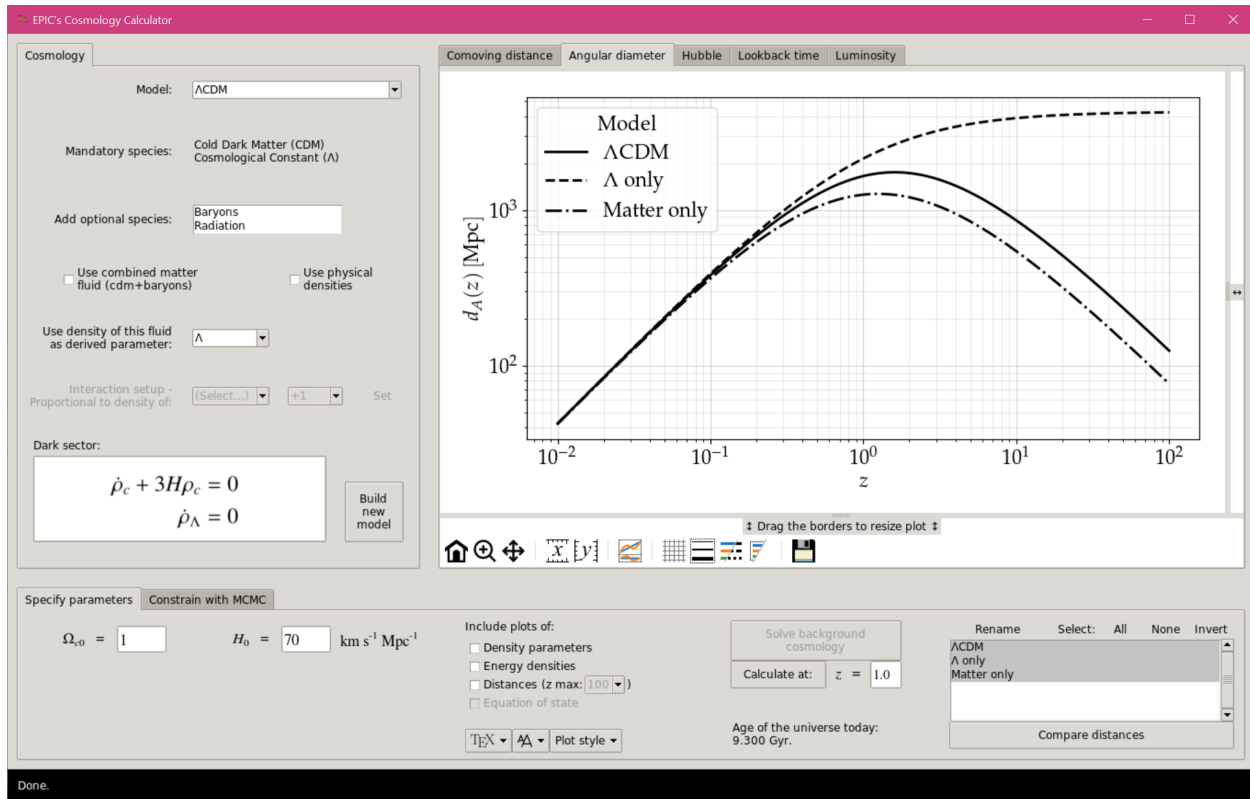 EPIC's Cosmology Calculator
Cosmology
Model: ΛCDM
Mandatory species: Cold Dark Matter (CDM)
Cosmological Constant (Λ)
Add optional species: Baryons
Radiation
Use combined matter
fluid (cdm+baryons)
Use physical
densities
Use density of this fluid
as derived parameter: Λ
Interaction setup -
Proportional to density of: (Select...) +1 Set
Dark sector:
ρ̇c + 3Hρc = 0
ρ̇Λ = 0
Build
new
model
Comoving distance Angular diameter Hubble Lookback time Luminosity
Model
ΛCDM
Λ only
Matter only
10³
10²
dA(z) [Mpc]
10⁻² 10⁻¹ 10⁰ 10¹ 10²
z
↔
↕ Drag the borders to resize plot ↕
x y
Specify parameters Constrain with MCMC
Ωc0 = 1 H0 = 70 km s⁻¹ Mpc⁻¹
Include plots of:
Density parameters
Energy densities
Distances (z max: 100 )
Equation of state
TEX AA Plot style
Solve background
cosmology
Calculate at: z = 1.0
Age of the universe today:
9.300 Gyr.
Rename Select: All None Invert
ΛCDM
Λ only
Matter only
Compare distances
Done.